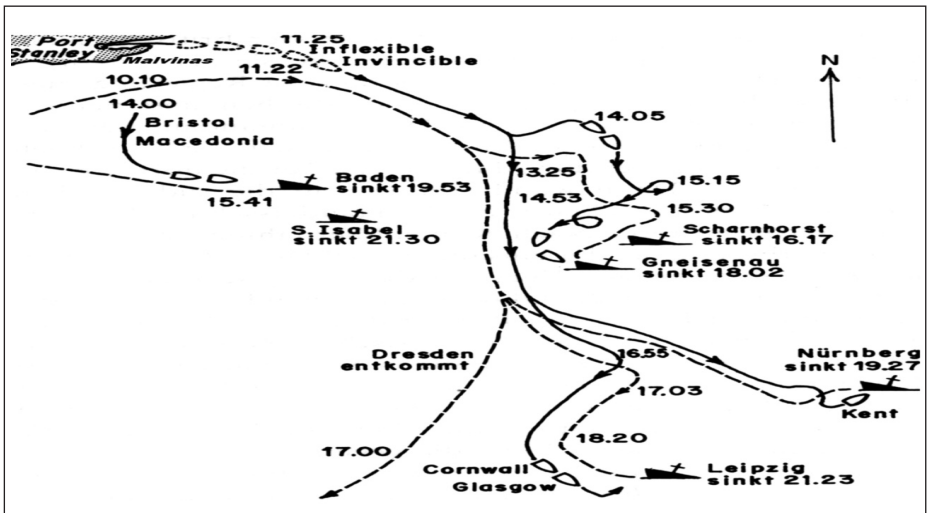 Port
Stanley
Malvinas
11.25
Inflexible
Invincible
11.22
10.10
14.00
Bristol
Macedonia
15.41
Baden
sinkt 19.53
S. Isabel
sinkt 21.30
N
14.05
13.25
14.53
15.15
15.30
Scharnhorst
sinkt 16.17
Gneisenau
sinkt 18.02
Dresden
entkommt
17.00
16.55
17.03
18.20
Nürnberg
sinkt 19.27
Kent
Cornwall
Glasgow
Leipzig
sinkt 21.23